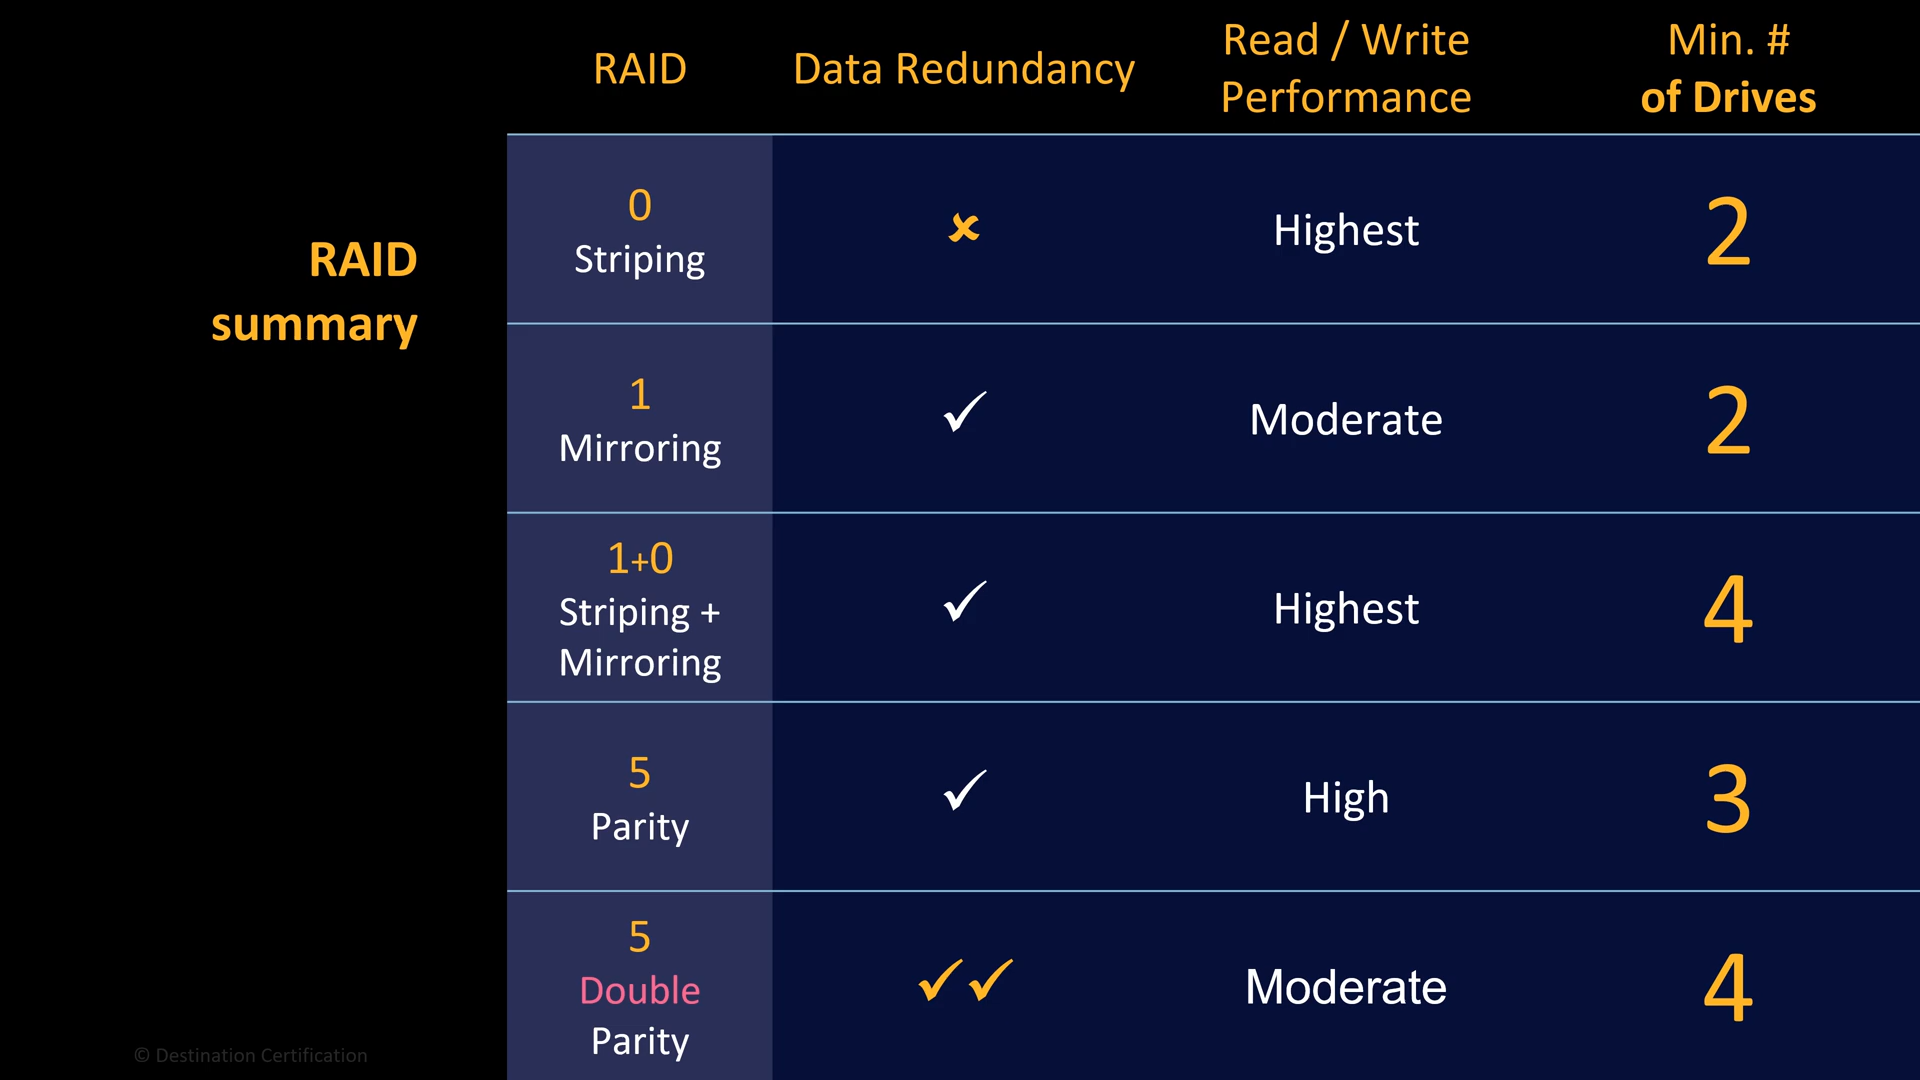 RAID
Data Redundancy
Read / Write
Performance
Min. #
of Drives
RAID
summary
0
Striping
✘
Highest
2
1
Mirroring
✓
Moderate
2
1+0
Striping +
Mirroring
✓
Highest
4
5
Parity
✓
High
3
5
Double
Parity
✓✓
Moderate
4
© Destination Certification